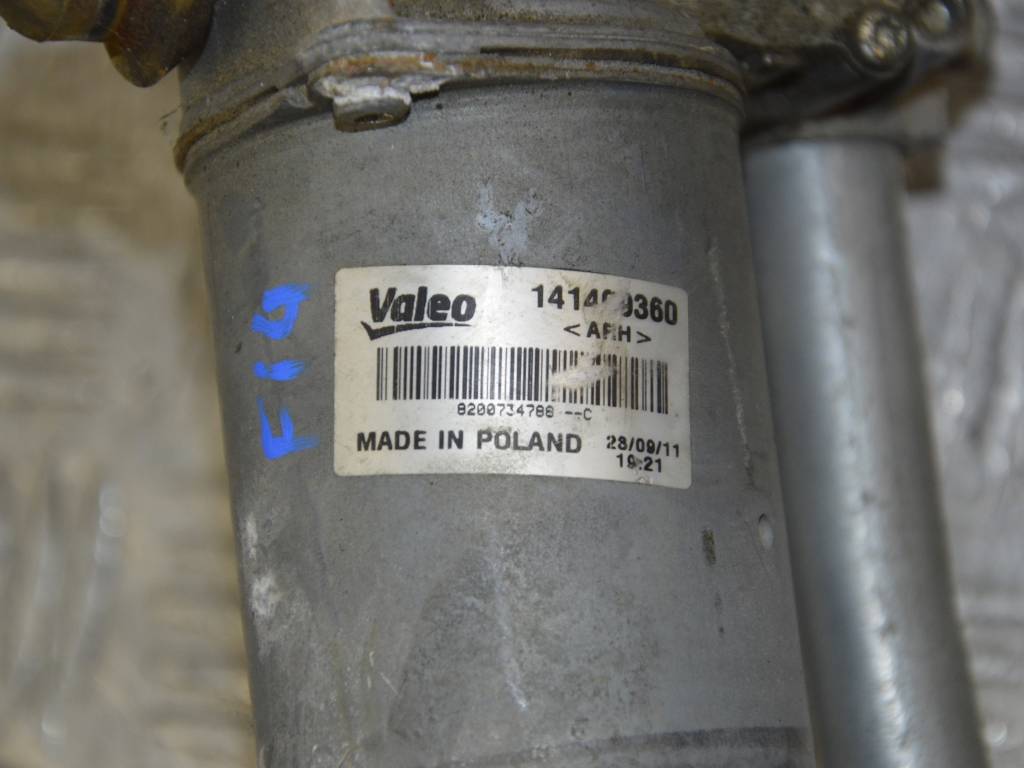 Valeo
<ARH>
8200734788 --C
MADE IN POLAND 28/09/11
19:21